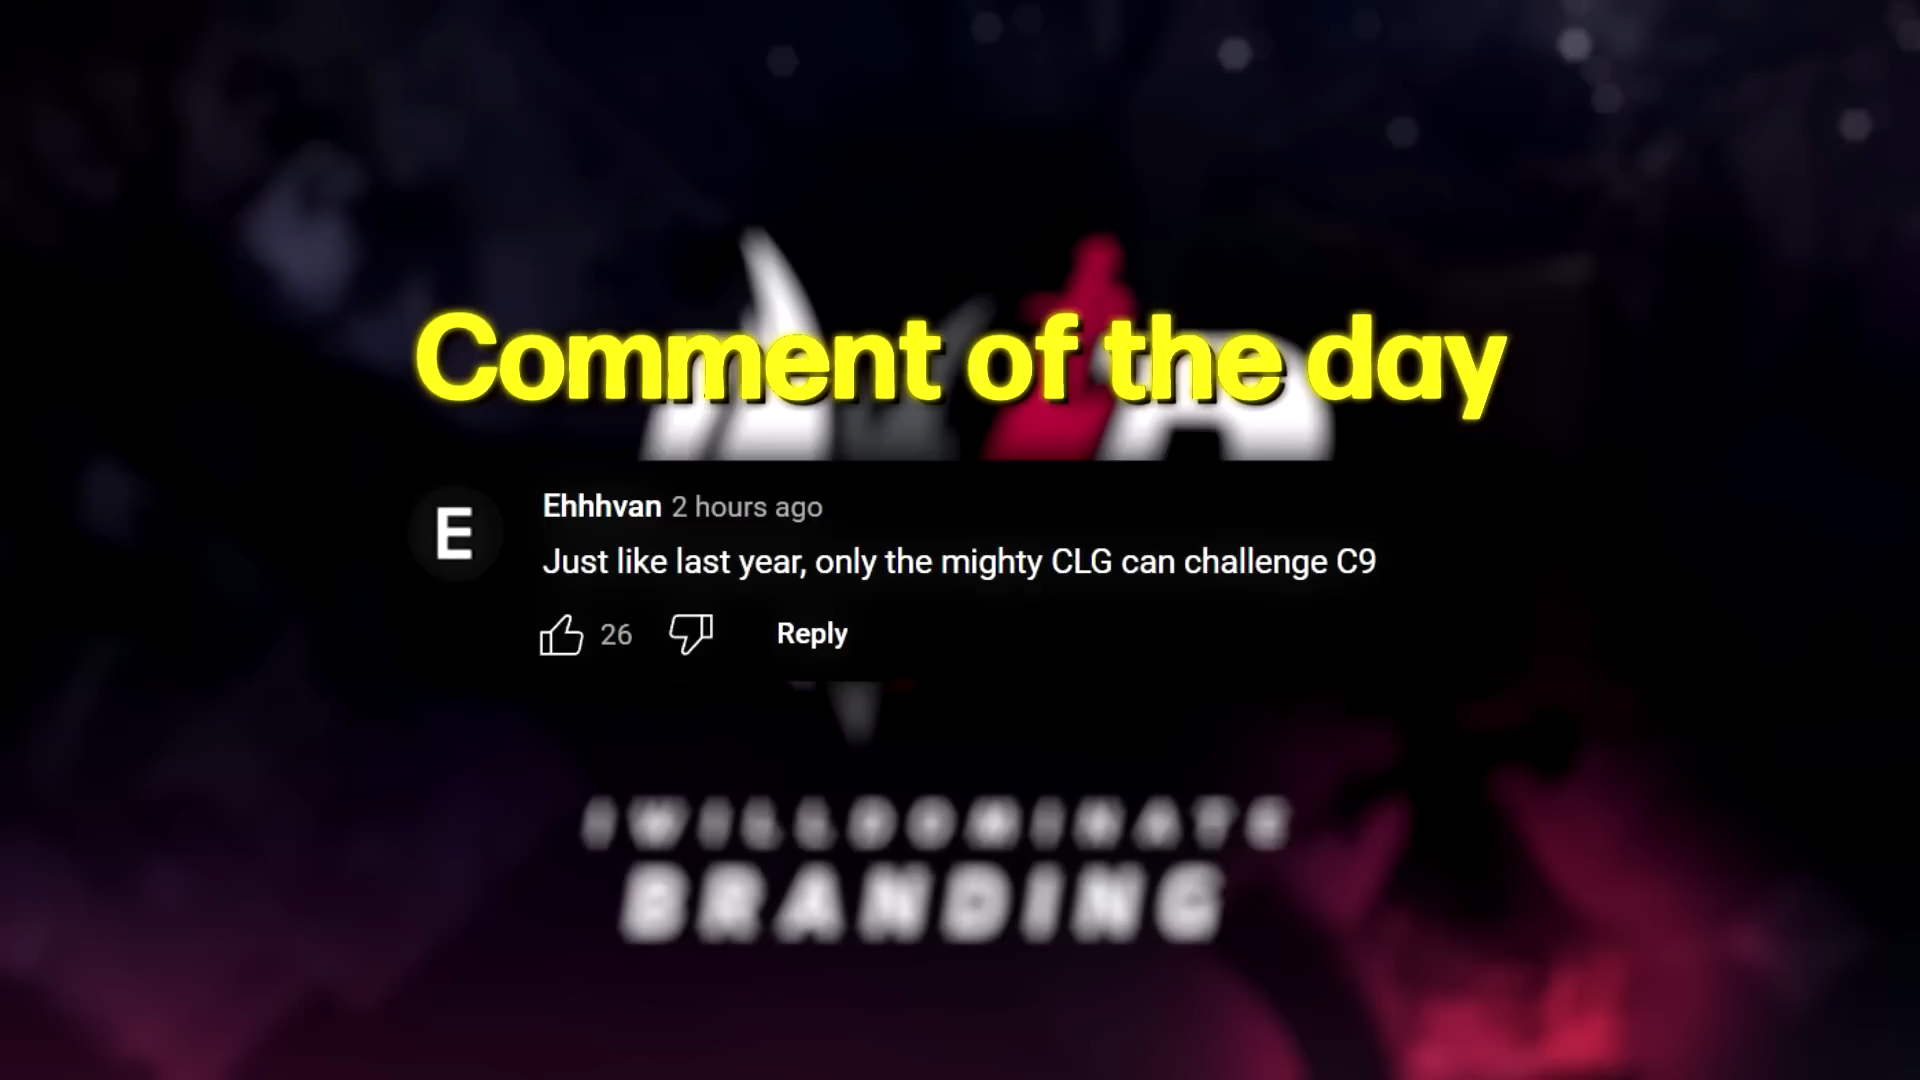 Comment of the day
E
Ehhhvan 2 hours ago
Just like last year, only the mighty CLG can challenge C9
26
Reply
IWILLDOMINATE
BRANDING